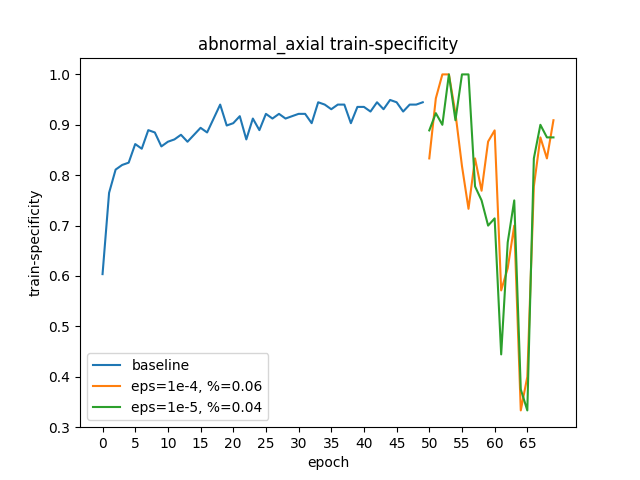 abnormal_axial train-specificity
train-specificity
1.0
0.9
0.8
0.7
0.6
0.5
0.4
0.3
baseline
eps=1e-4, %=0.06
eps=1e-5, %=0.04
0 5 10 15 20 25 30 35 40 45 50 55 60 65
epoch